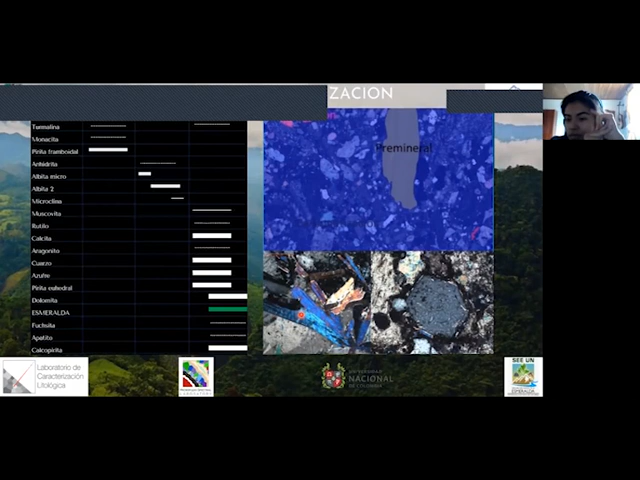 ZACION
Turmalina
Monacita
Pirita framboidal
Anhidrita
Albita micro
Albita 2
Microclina
Muscovita
Rutilo
Calcita
Aragonito
Cuarzo
Azufre
Pirita euhedral
Dolomita
ESMERALDA
Fuchsita
Apatito
Calcopirita
Premineral
Laboratorio de
Caracterización
Litológica
UNIVERSIDAD
NACIONAL
DE COLOMBIA
SEE UN
ESMERALDA